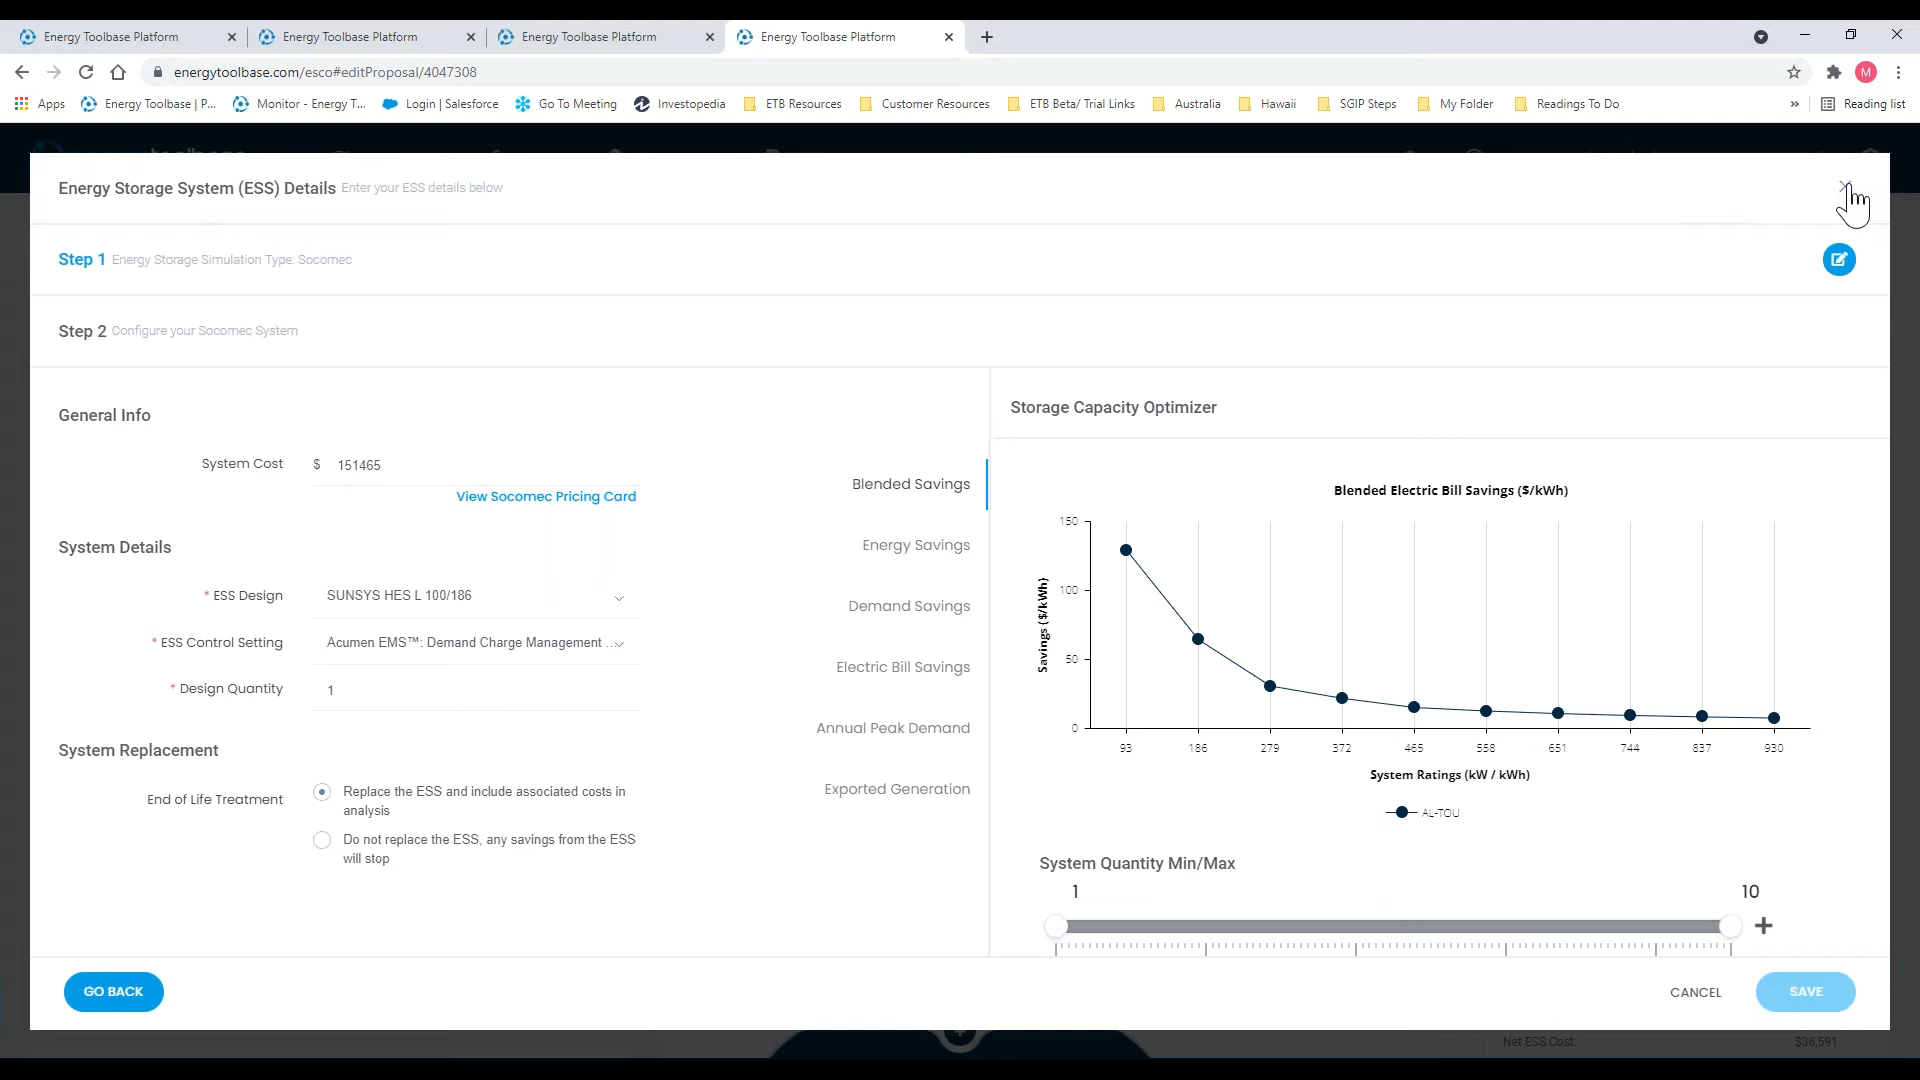 Energy Toolbase Platform
Energy Toolbase Platform
Energy Toolbase Platform
Energy Toolbase Platform
energytoolbase.com/esco#editProposal/4047308
M
Apps
Energy Toolbase | P...
Monitor - Energy T...
Login | Salesforce
Go To Meeting
Investopedia
ETB Resources
Customer Resources
ETB Beta/ Trial Links
Australia
Hawaii
SGIP Steps
My Folder
Readings To Do
»
Reading list
Energy Storage System (ESS) Details Enter your ESS details below
Step 1 Energy Storage Simulation Type: Socomec
Step 2 Configure your Socomec System
General Info
System Cost $ 151465
View Socomec Pricing Card
System Details
* ESS Design SUNSYS HES L 100/186
* ESS Control Setting Acumen EMS™: Demand Charge Management ...
* Design Quantity 1
System Replacement
End of Life Treatment
Replace the ESS and include associated costs in
analysis
Do not replace the ESS, any savings from the ESS
will stop
Blended Savings
Energy Savings
Demand Savings
Electric Bill Savings
Annual Peak Demand
Exported Generation
Storage Capacity Optimizer
Blended Electric Bill Savings ($/kWh)
Savings ($/kWh)
150
100
50
0
93 186 279 372 465 558 651 744 837 930
System Ratings (kW / kWh)
AL-TOU
System Quantity Min/Max
1 10
GO BACK
CANCEL
SAVE
Net ESS Cost: $36,591